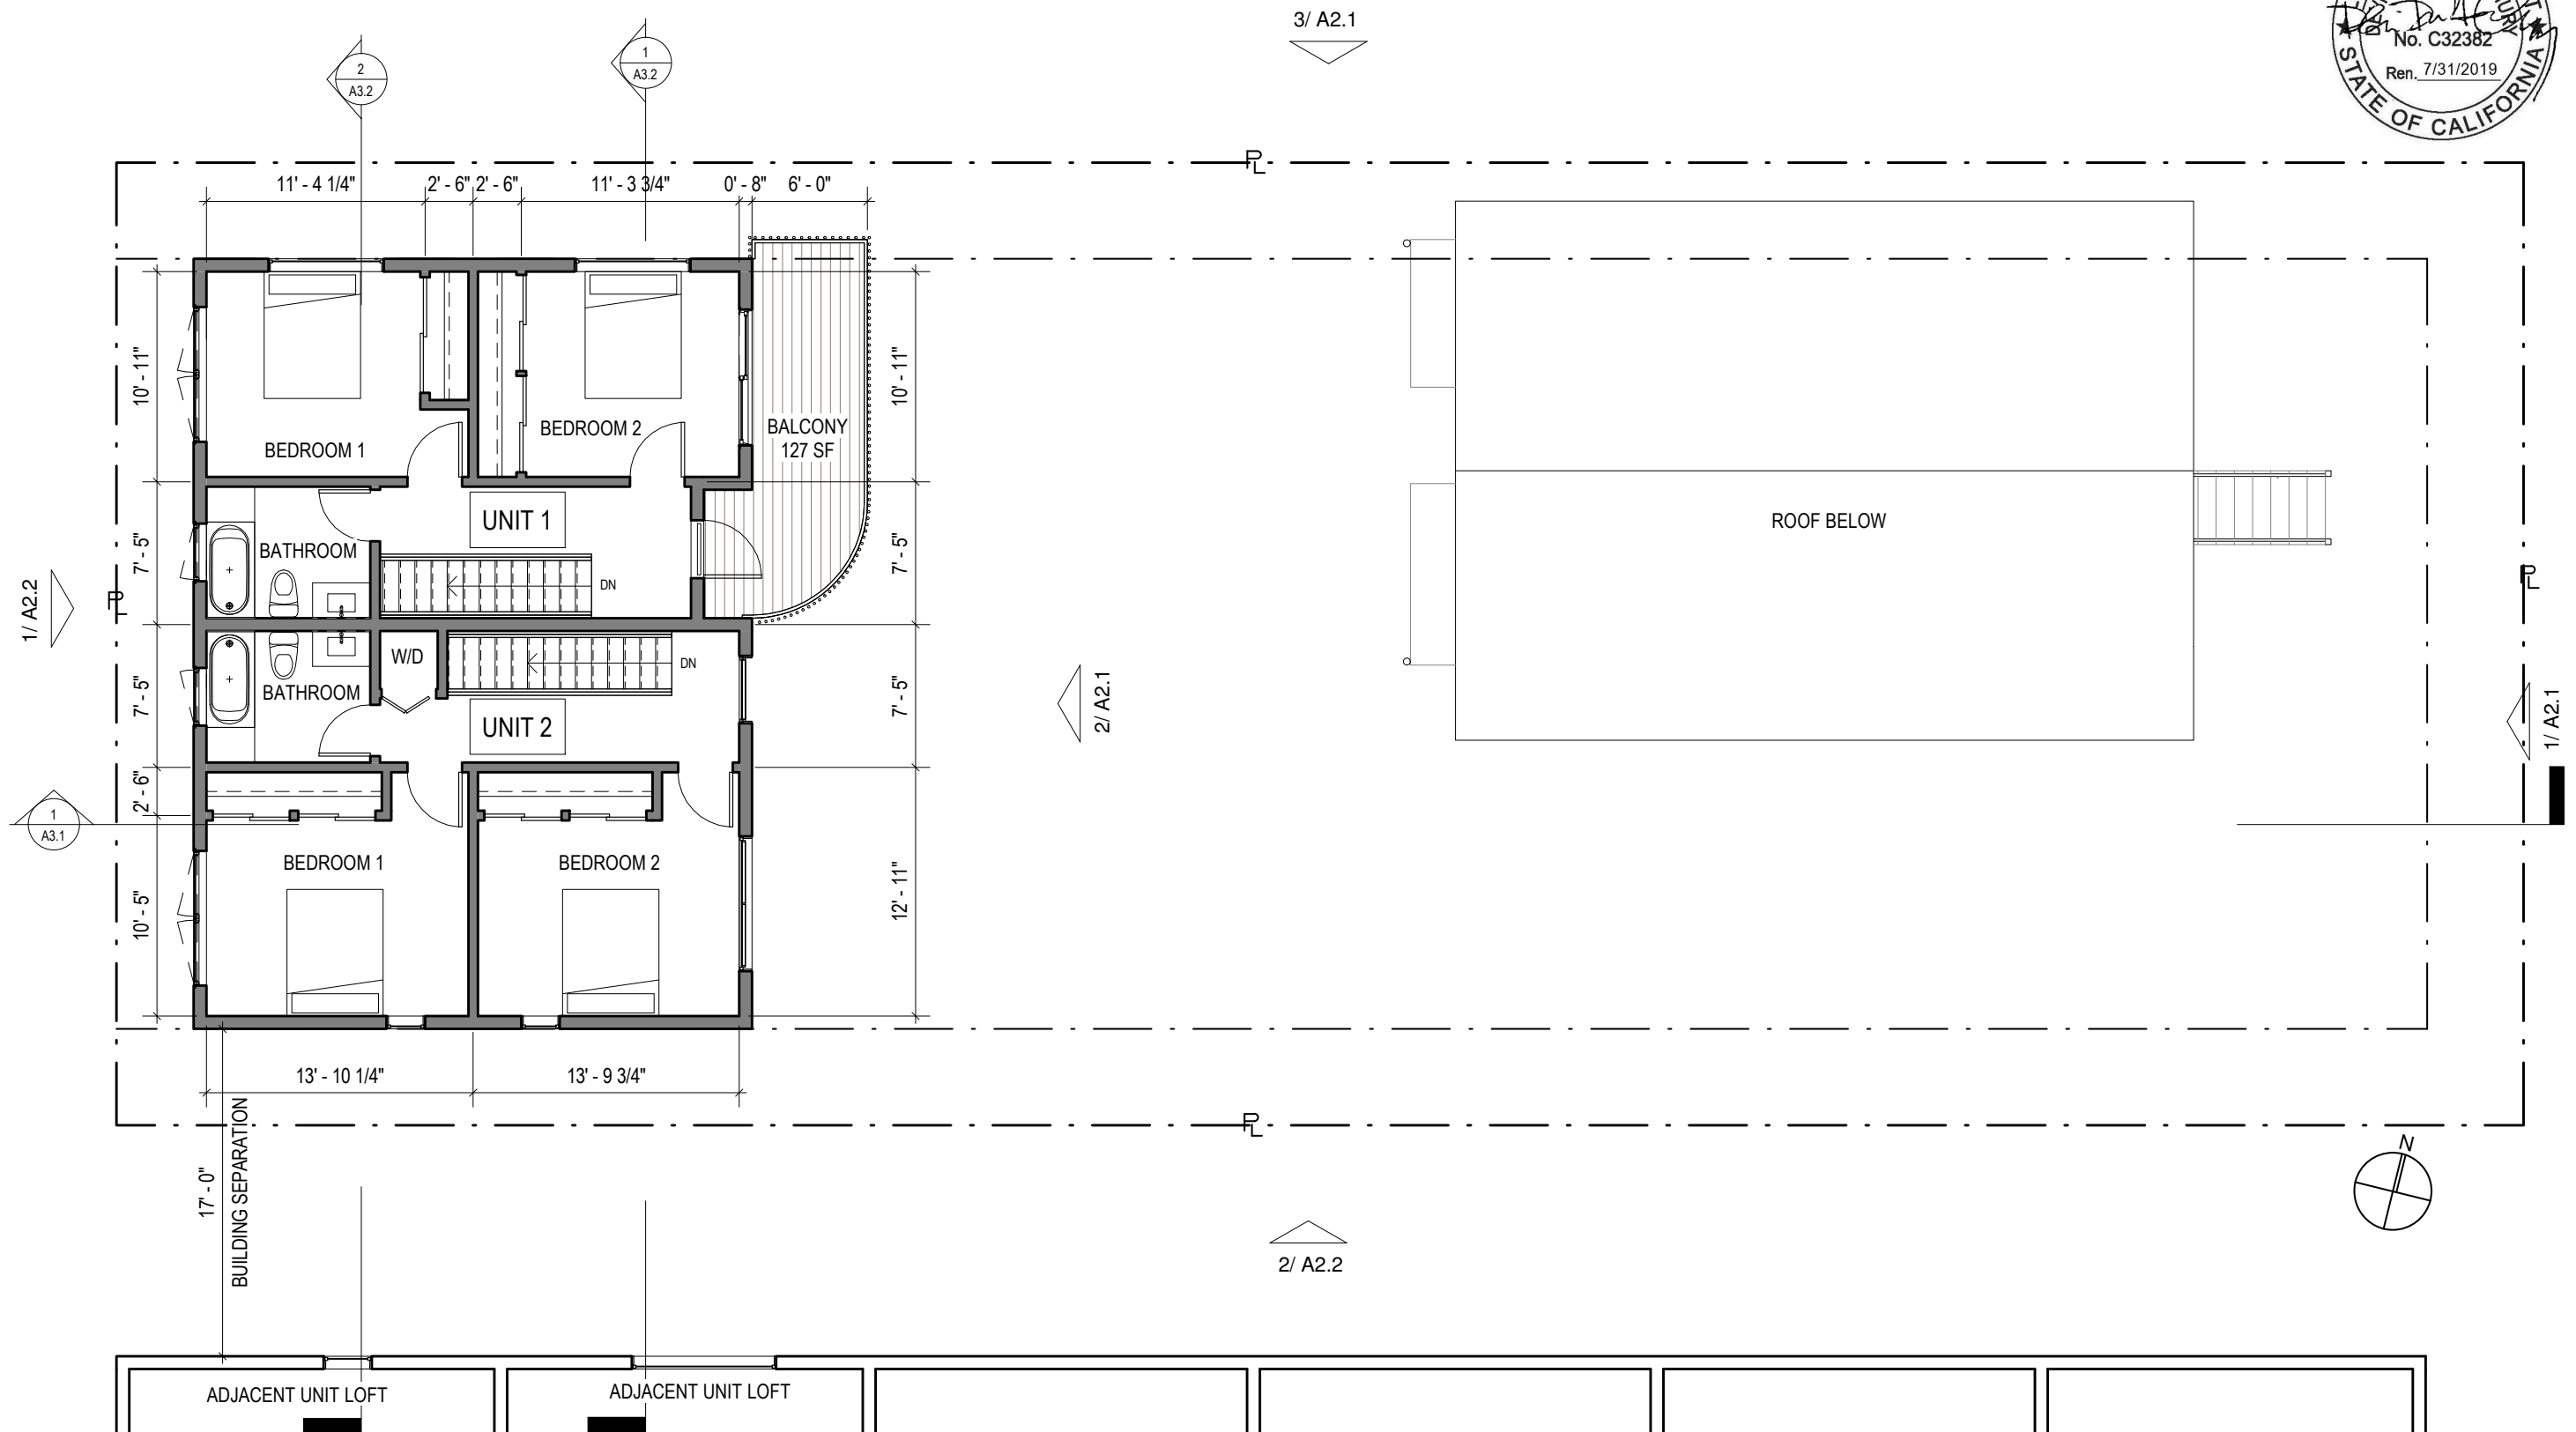 3/ A2.1
No. C32382
Ren. 7/31/2019
STATE OF CALIFORNIA
2
A3.2
1
A3.2
PL
11' - 4 1/4"
2' - 6"
2' - 6"
11' - 3 3/4"
0' - 8"
6' - 0"
10' - 11"
10' - 11"
BEDROOM 1
BEDROOM 2
BALCONY
127 SF
UNIT 1
ROOF BELOW
BATHROOM
7' - 5"
7' - 5"
DN
1/ A2.2
PL
PL
W/D
DN
BATHROOM
7' - 5"
7' - 5"
UNIT 2
2/ A2.1
1/ A2.1
2' - 6"
1
A3.1
BEDROOM 1
BEDROOM 2
10' - 5"
12' - 11"
13' - 10 1/4"
13' - 9 3/4"
PL
17' - 0"
BUILDING SEPARATION
N
2/ A2.2
ADJACENT UNIT LOFT
ADJACENT UNIT LOFT